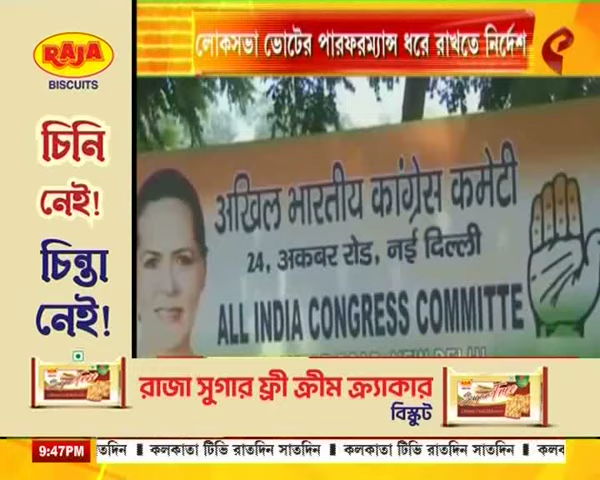 RAJA
BISCUITS
চিনি
নেই!
চিন্তা
নেই!
লোকসভা ভোটের পারফরম্যান্স ধরে রাখতে নির্দেশ
अखिल भारतीय कांग्रेस कमेटी
24, अकबर रोड, नई दिल्ली
ALL INDIA CONGRESS COMMITTE
রাজা সুগার ফ্রী ক্রীম ক্র্যাকার
বিস্কুট
9:47PM
তদিন ▮ কলকাতা টিভি রাতদিন সাতদিন ▮ কলকাতা টিভি রাতদিন সাতদিন ▮ কলব